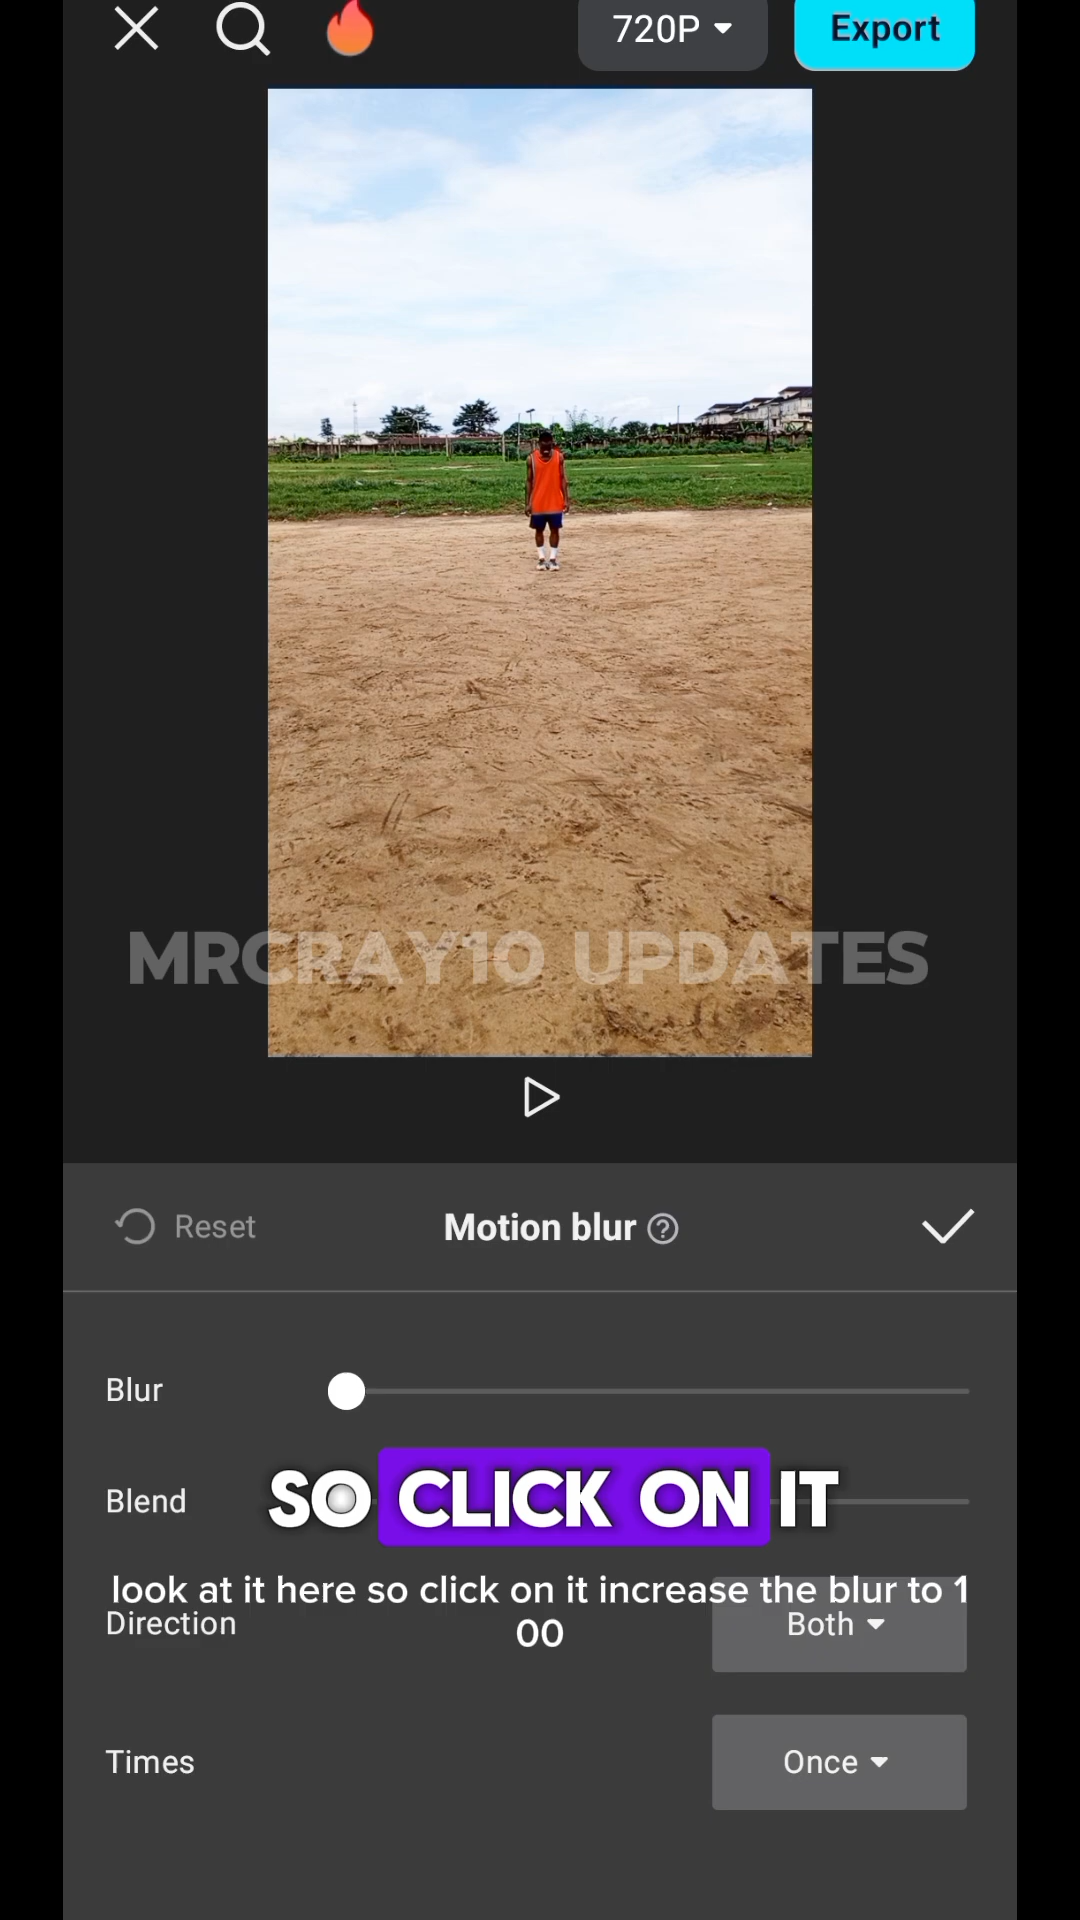 720P
Export
MRCRAY10 UPDATES
Reset
Motion blur
Blur
Blend
SO CLICK ON IT
look at it here so click on it increase the blur to 1
00
Direction
Both
Times
Once